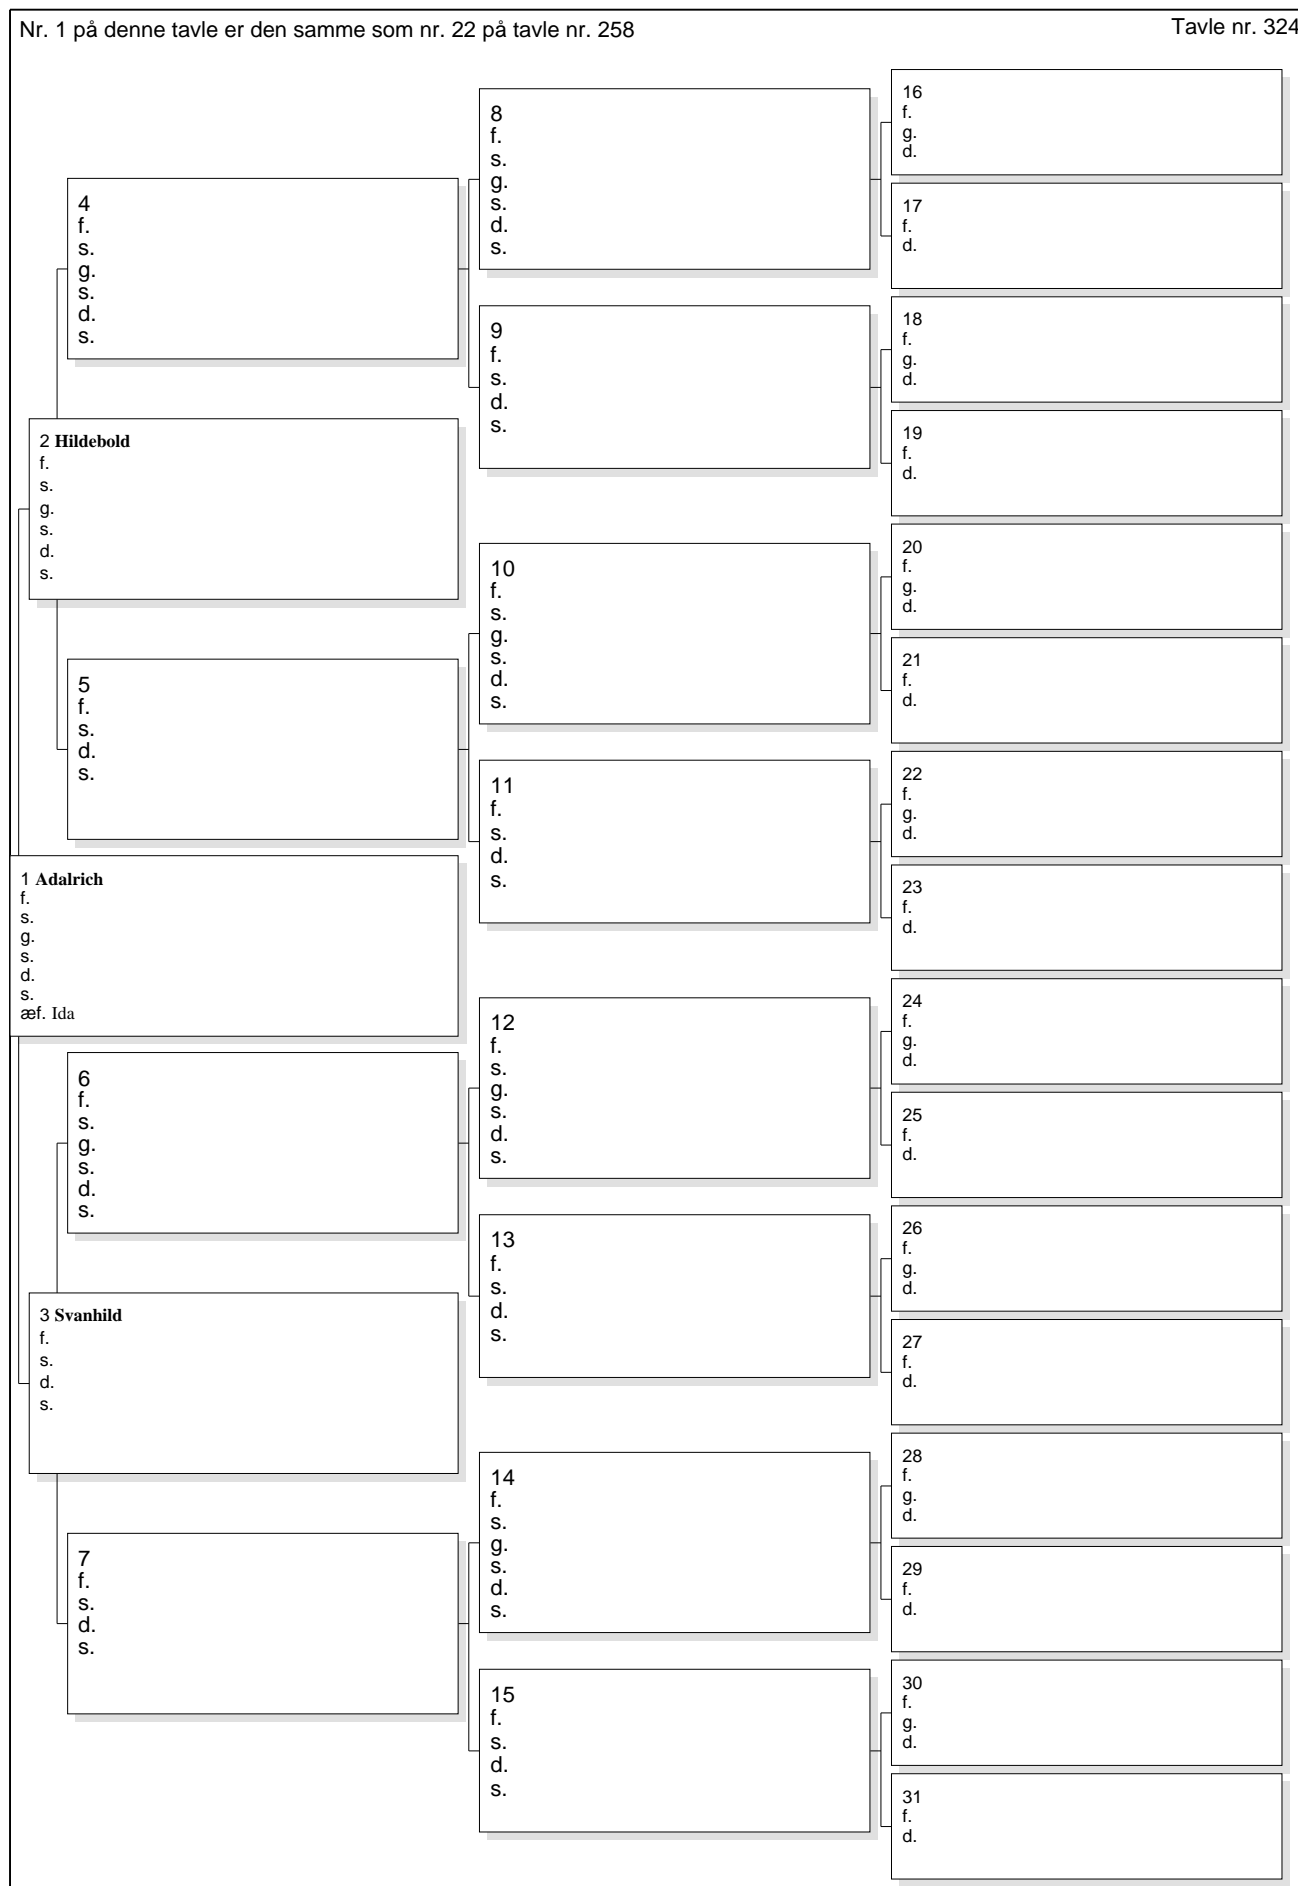 Nr. 1 på denne tavle er den samme som nr. 22 på tavle nr. 258
Tavle nr. 324
1 Adalrich
f.
s.
g.
s.
d.
s.
æf. Ida
2 Hildebold
f.
s.
g.
s.
d.
s.
3 Svanhild
f.
s.
d.
s.
4
f.
s.
g.
s.
d.
s.
5
f.
s.
d.
s.
6
f.
s.
g.
s.
d.
s.
7
f.
s.
d.
s.
8
f.
s.
g.
s.
d.
s.
9
f.
s.
d.
s.
10
f.
s.
g.
s.
d.
s.
11
f.
s.
d.
s.
12
f.
s.
g.
s.
d.
s.
13
f.
s.
d.
s.
14
f.
s.
g.
s.
d.
s.
15
f.
s.
d.
s.
16
f.
g.
d.
17
f.
d.
18
f.
g.
d.
19
f.
d.
20
f.
g.
d.
21
f.
d.
22
f.
g.
d.
23
f.
d.
24
f.
g.
d.
25
f.
d.
26
f.
g.
d.
27
f.
d.
28
f.
g.
d.
29
f.
d.
30
f.
g.
d.
31
f.
d.